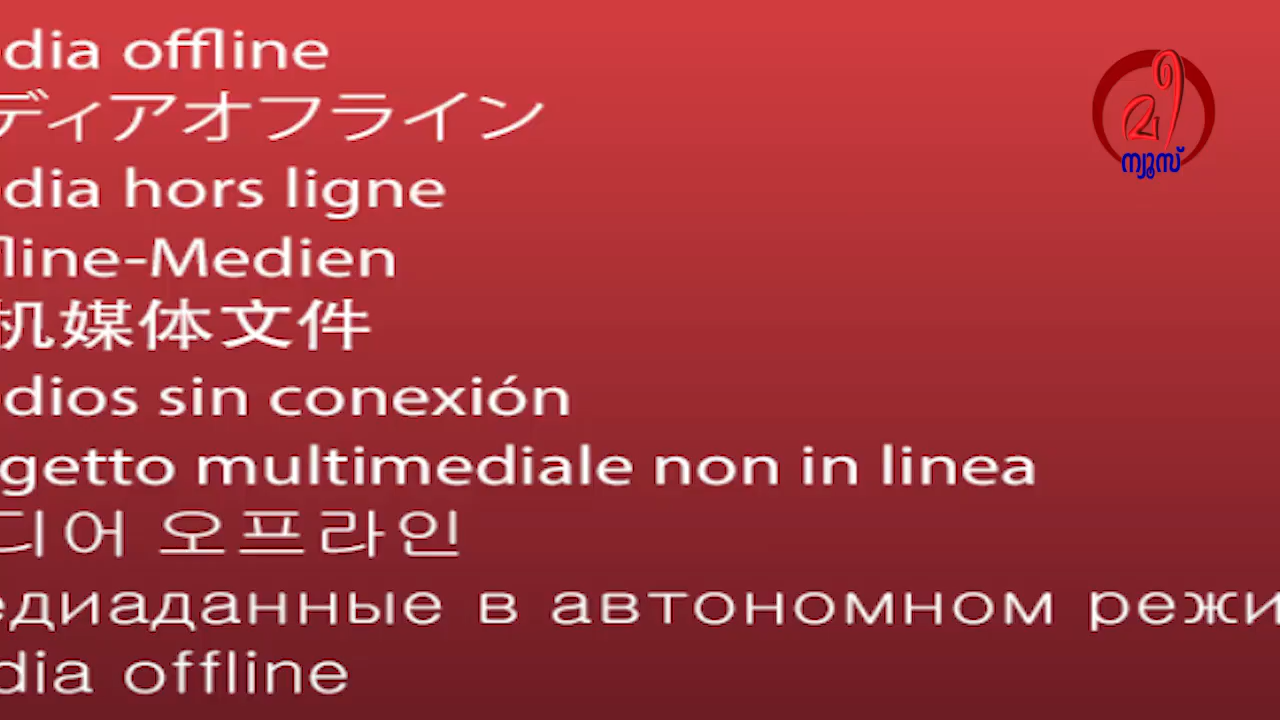 dia offline
ディアオフライン
dia hors ligne
line-Medien
机媒体文件
dios sin conexión
getto multimediale non in linea
디어 오프라인
едиаданные в автономном режи
dia offline
ന്യൂസ്